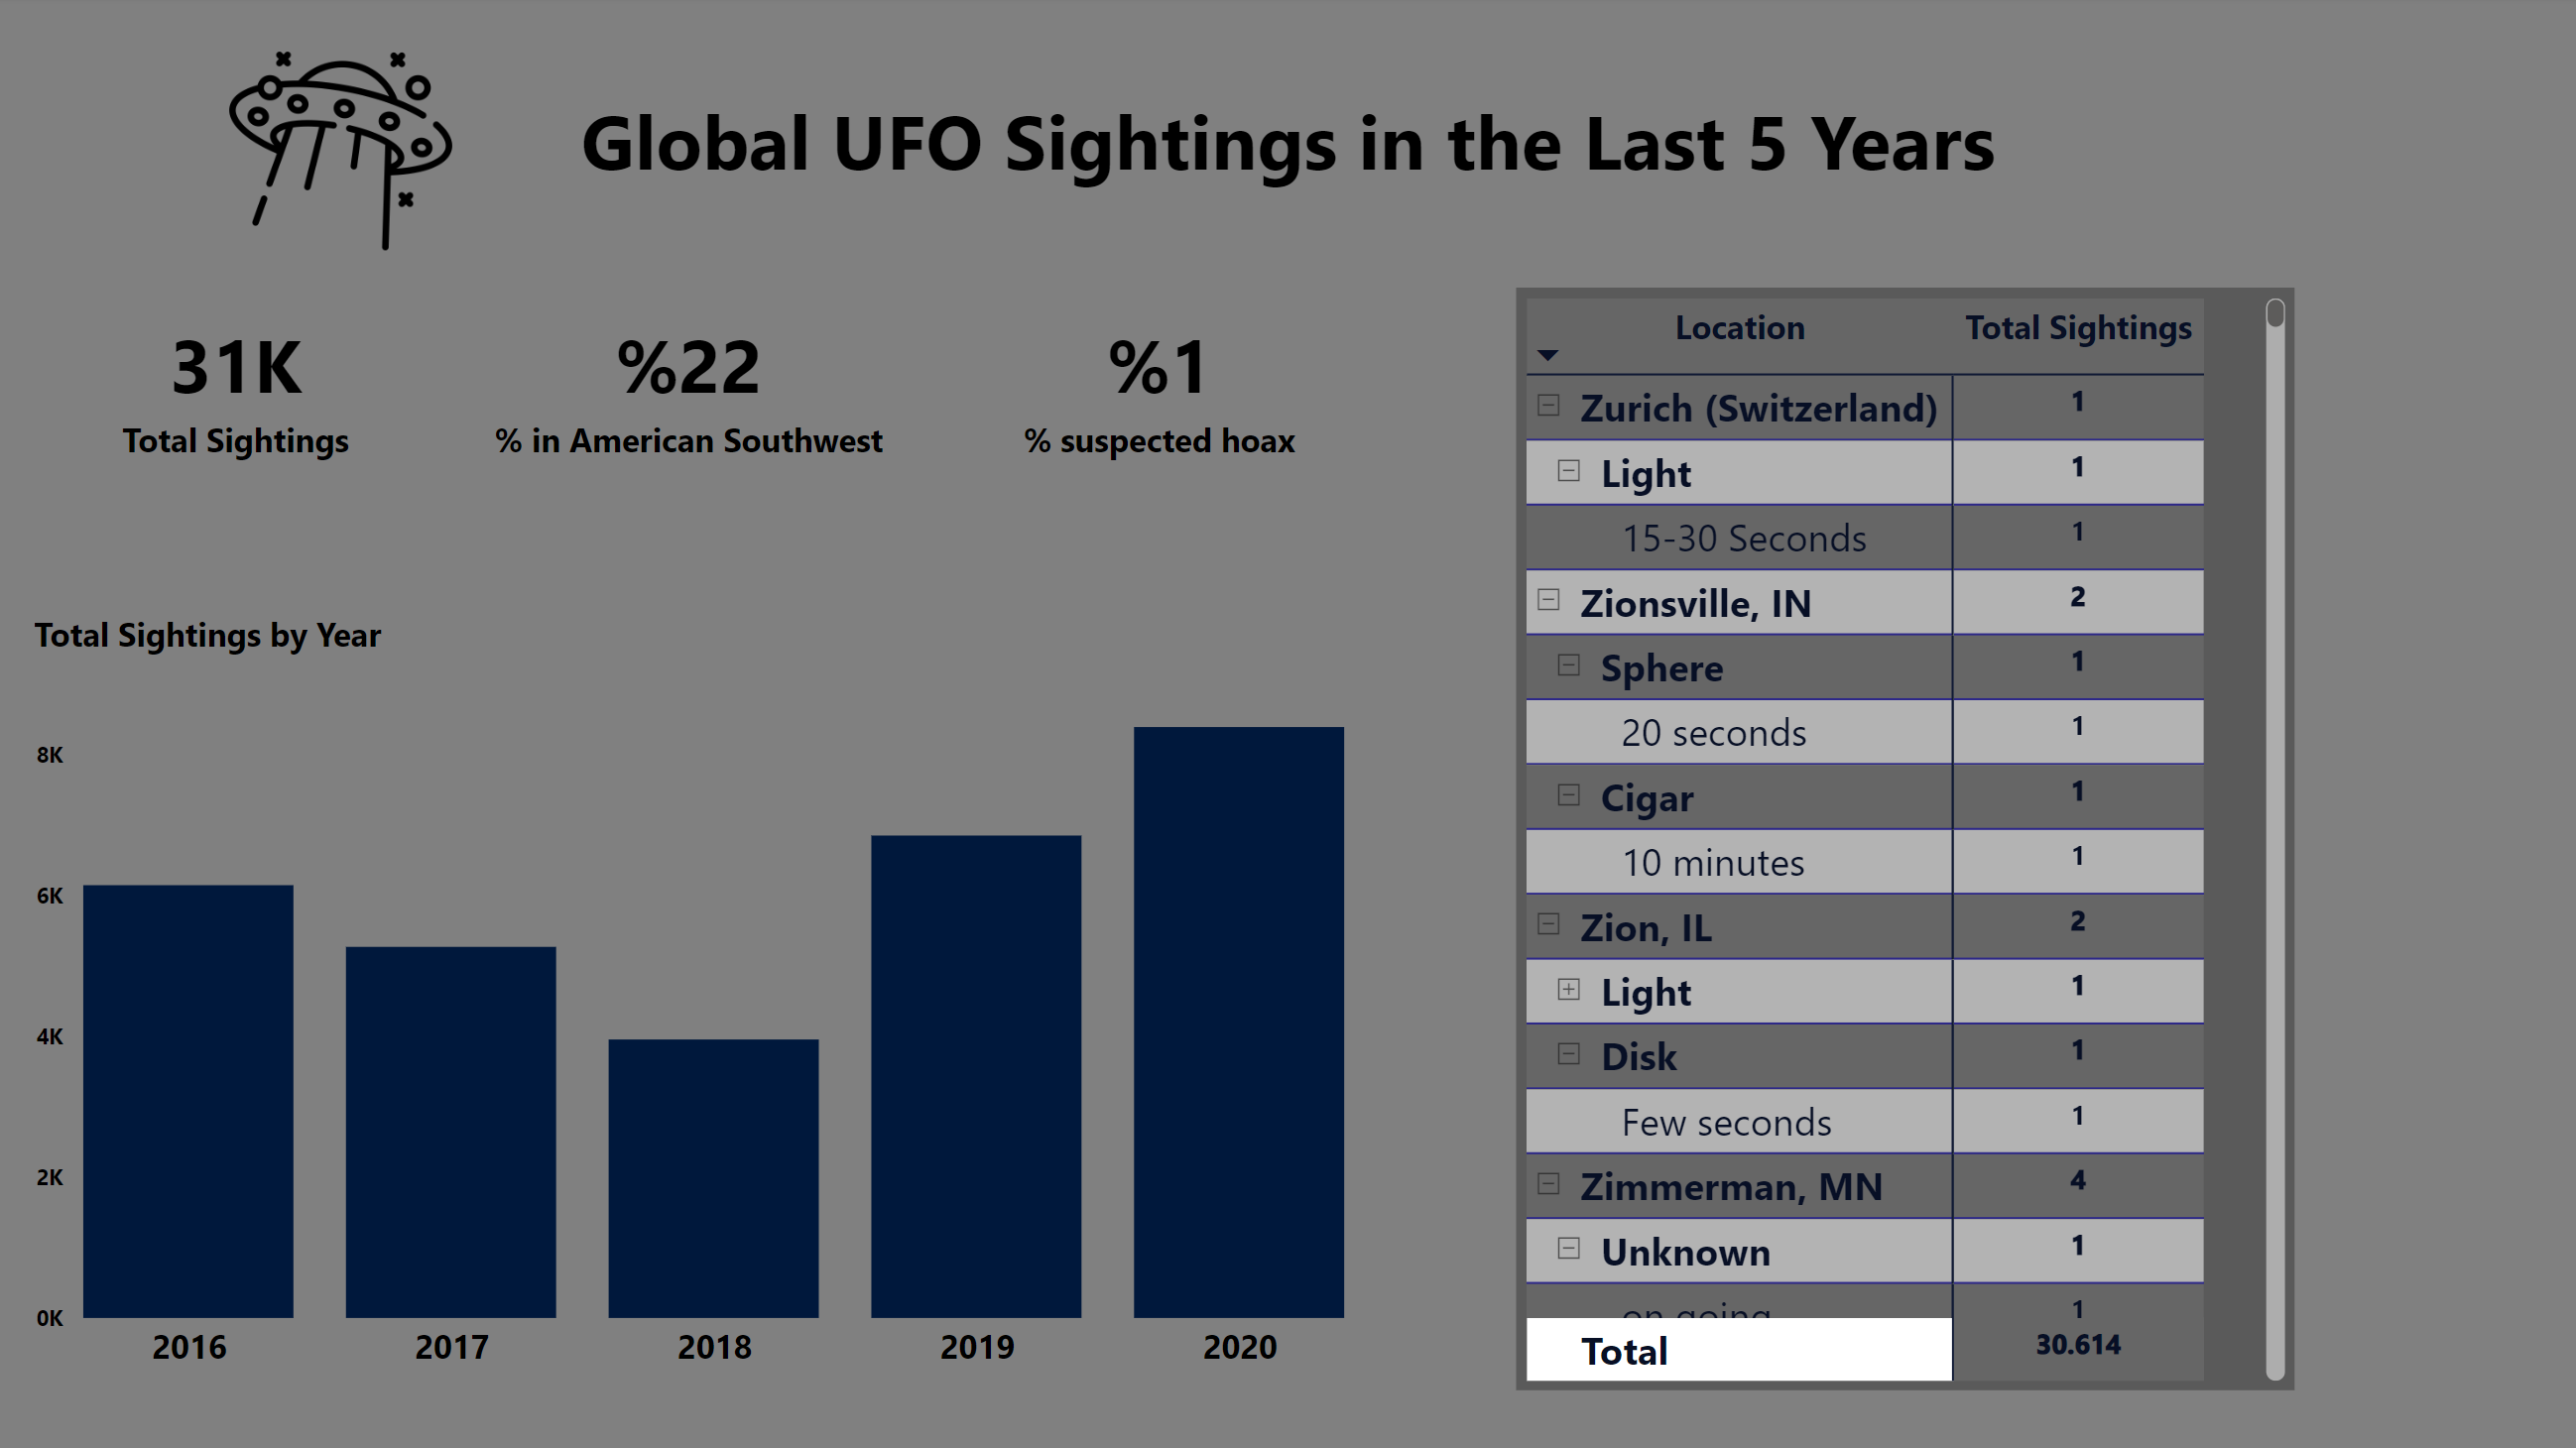 Global UFO Sightings in the Last 5 Years
31K
Total Sightings
%22
% in American Southwest
%1
% suspected hoax
Total Sightings by Year
8K
6K
4K
2K
0K
2016 2017 2018 2019 2020
Location Total Sightings
Zurich (Switzerland) 1
Light 1
15-30 Seconds 1
Zionsville, IN 2
Sphere 1
20 seconds 1
Cigar 1
10 minutes 1
Zion, IL 2
Light 1
Disk 1
Few seconds 1
Zimmerman, MN 4
Unknown 1
on going 1
Total 30.614